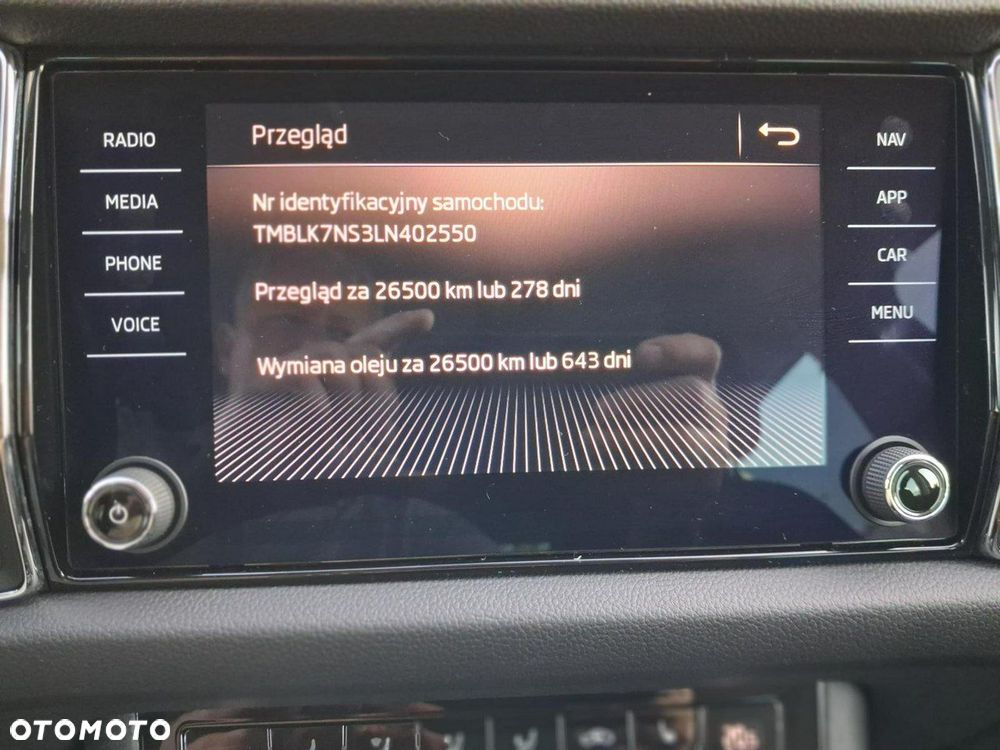 Przegląd
RADIO
MEDIA
PHONE
VOICE
Nr identyfikacyjny samochodu:
TMBLK7NS3LN402550
Przegląd za 26500 km lub 278 dni
Wymiana oleju za 26500 km lub 643 dni
NAV
APP
CAR
MENU
OTOMOTO